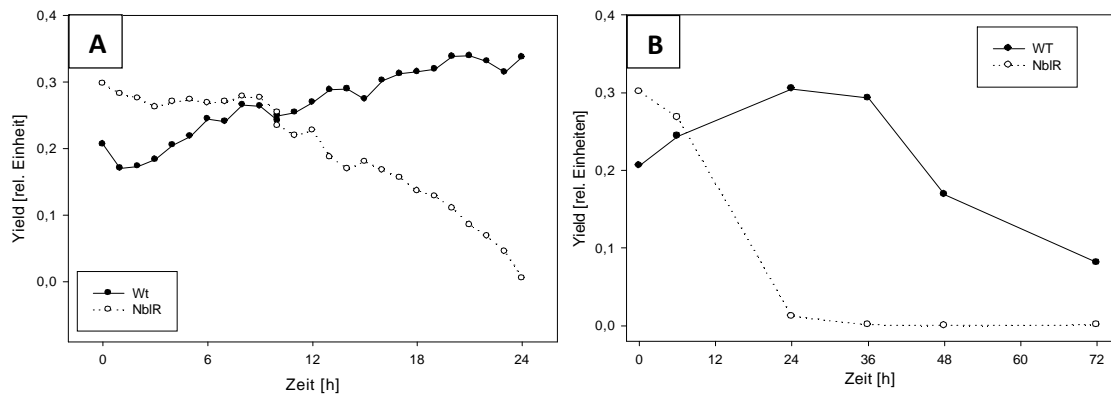 A
0,4
0,3
0,2
0,1
0,0
Yield [rel. Einheit]
Wt
NblR
0
6
12
18
24
Zeit [h]
B
0,4
0,3
0,2
0,1
0,0
Yield [rel. Einheiten]
WT
NblR
0
12
24
36
48
60
72
Zeit [h]